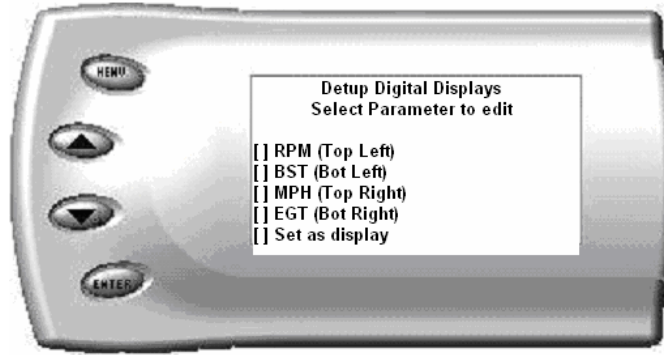 MENU
Detup Digital Displays
Select Parameter to edit
[ ] RPM (Top Left)
[ ] BST (Bot Left)
[ ] MPH (Top Right)
[ ] EGT (Bot Right)
[ ] Set as display
ENTER